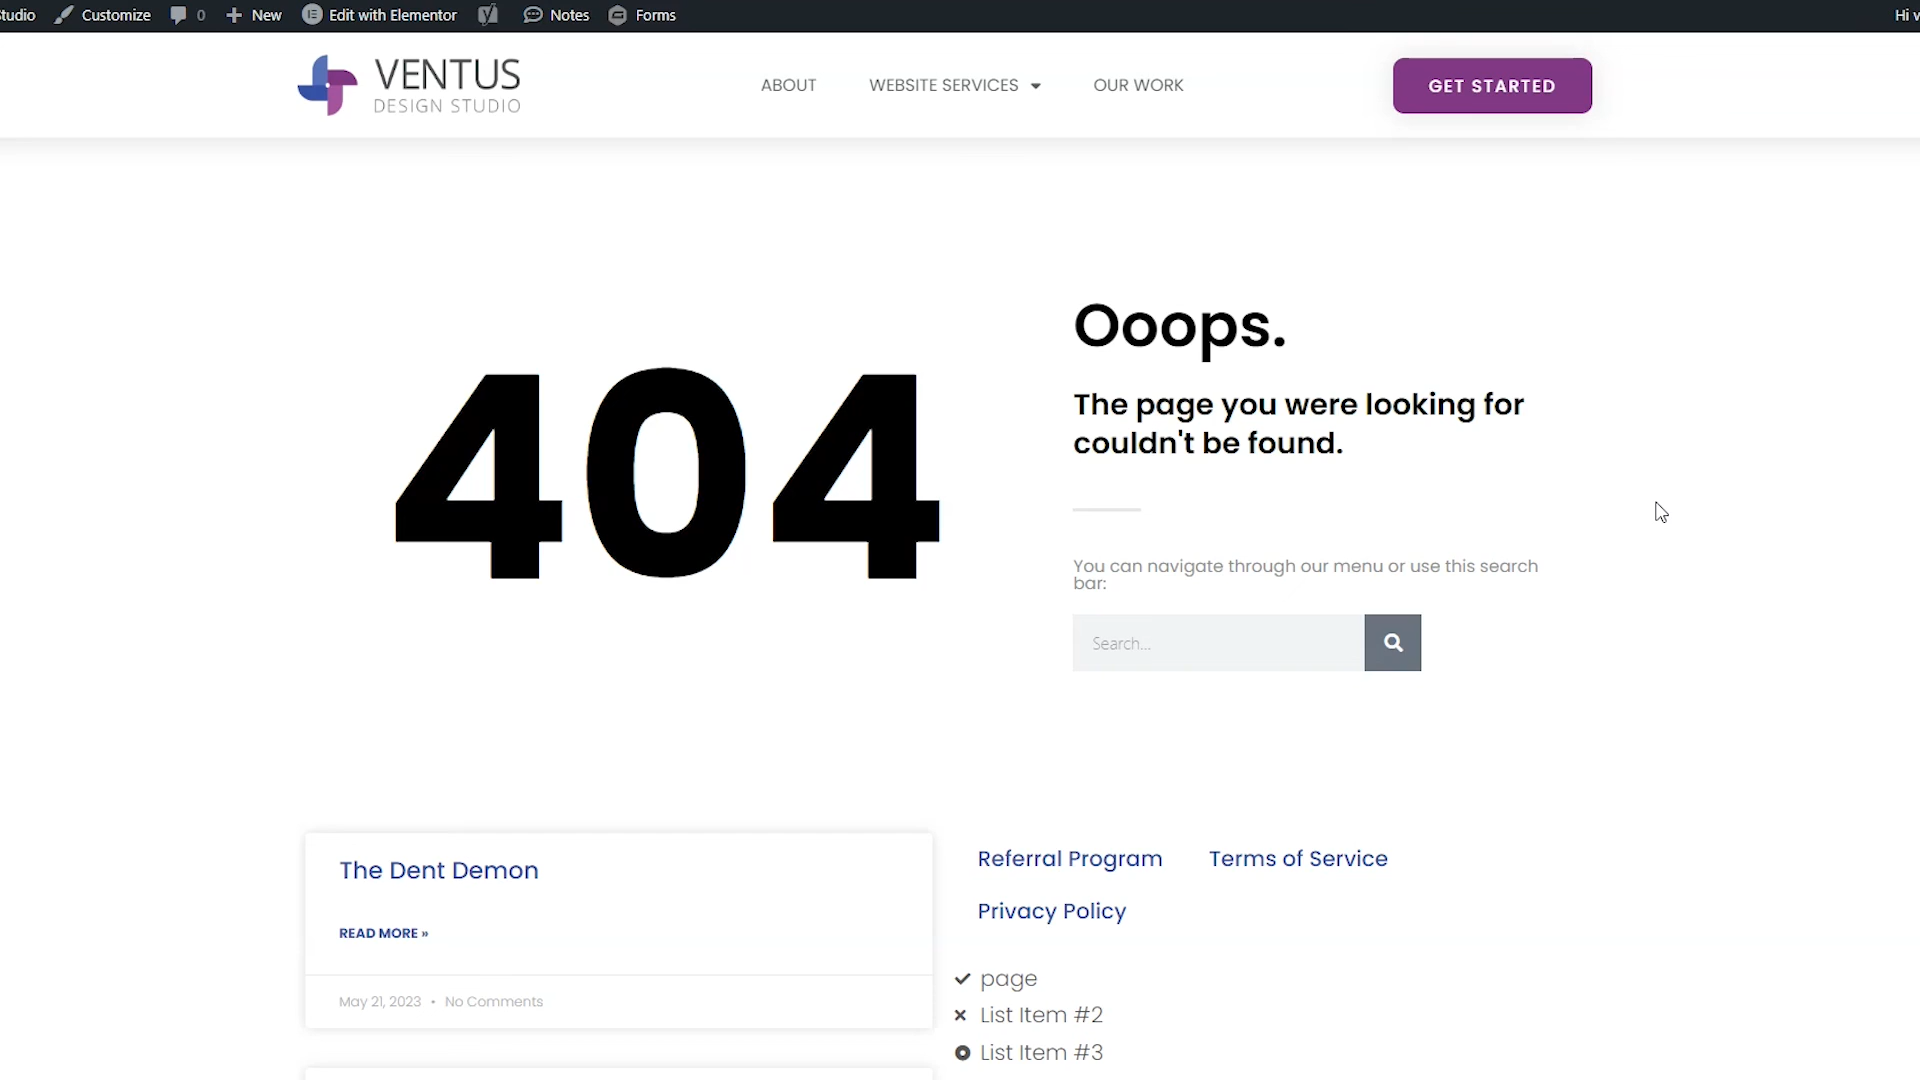 Customize 0 New Edit with Elementor Notes Forms Hi
VENTUS
DESIGN STUDIO
ABOUT WEBSITE SERVICES OUR WORK GET STARTED
404
Ooops.
The page you were looking for
couldn't be found.
You can navigate through our menu or use this search
bar:
Search...
The Dent Demon
READ MORE »
May 21, 2023 • No Comments
Referral Program Terms of Service
Privacy Policy
page
List Item #2
List Item #3